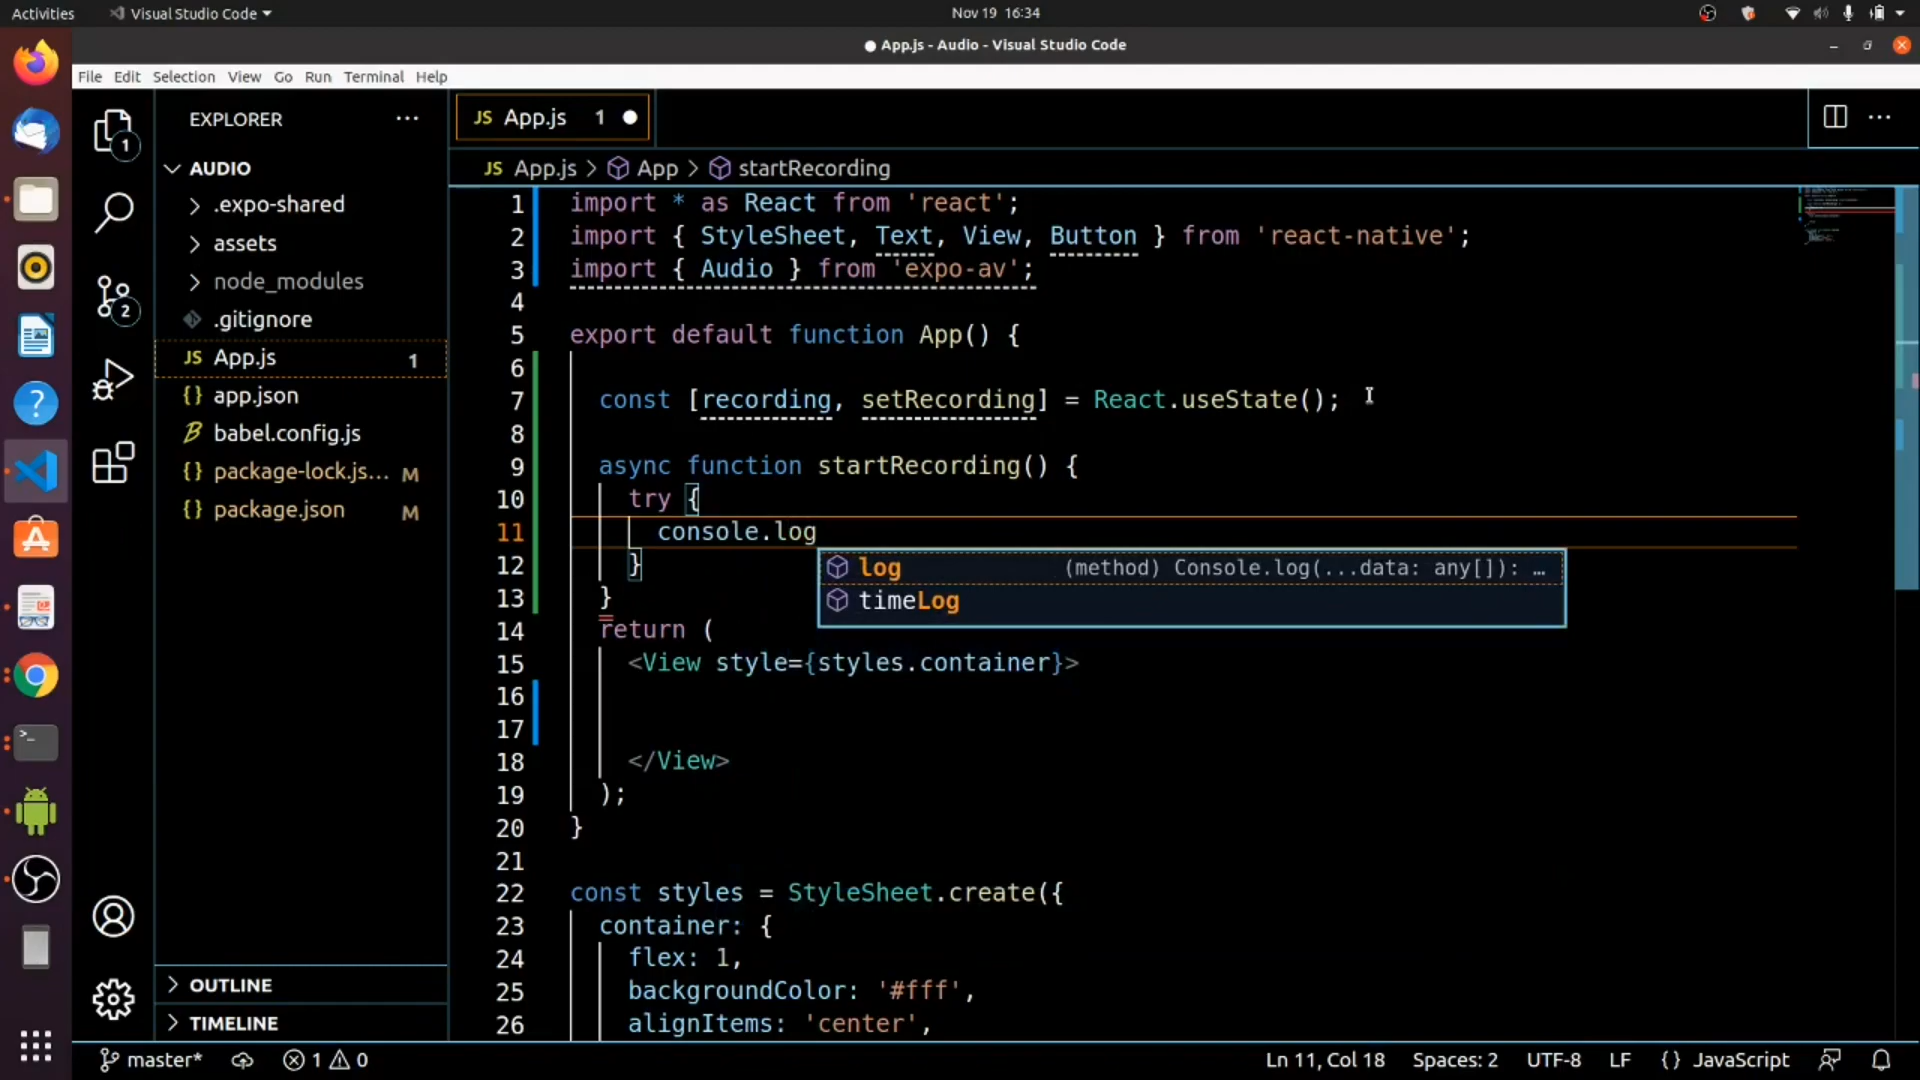 Activities
Visual Studio Code
Nov 19 16:34
● App.js - Audio - Visual Studio Code
File Edit Selection View Go Run Terminal Help
EXPLORER
JS App.js 1
AUDIO
JS App.js > App > startRecording
.expo-shared
assets
node_modules
.gitignore
JS App.js 1
{} app.json
babel.config.js
{} package-lock.js... M
{} package.json M
OUTLINE
TIMELINE
1
2
1 import * as React from 'react';
2 import { StyleSheet, Text, View, Button } from 'react-native';
3 import { Audio } from 'expo-av';
4
5 export default function App() {
6
7 const [recording, setRecording] = React.useState();
8
9 async function startRecording() {
10 try {
11 console.log
12 }
13 }
14 return (
15 <View style={styles.container}>
16
17
18 </View>
19 );
20 }
21
22 const styles = StyleSheet.create({
23 container: {
24 flex: 1,
25 backgroundColor: '#fff',
26 alignItems: 'center',
log (method) Console.log(...data: any[]): …
timeLog
master* 1 0
Ln 11, Col 18 Spaces: 2 UTF-8 LF {} JavaScript